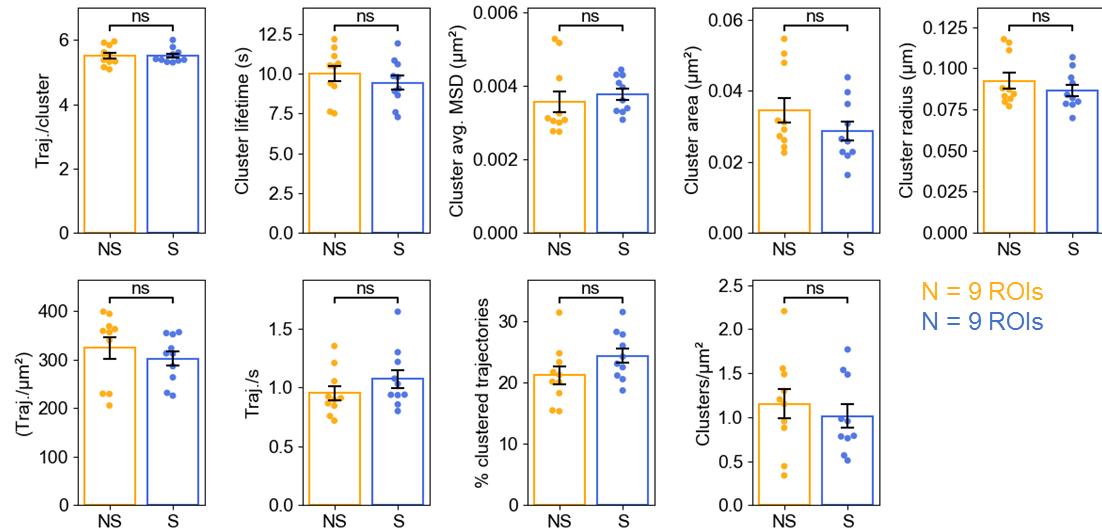 Traj./cluster
6
4
2
0
ns
NS
S
Cluster lifetime (s)
12.5
10.0
7.5
5.0
2.5
0.0
ns
NS
S
Cluster avg. MSD (µm²)
0.006
0.004
0.002
0.000
ns
NS
S
Cluster area (µm²)
0.06
0.04
0.02
0.00
ns
NS
S
Cluster radius (µm)
0.125
0.100
0.075
0.050
0.025
0.000
ns
NS
S
(Traj./µm²)
400
300
200
100
0
ns
NS
S
Traj./s
1.5
1.0
0.5
0.0
ns
NS
S
% clustered trajectories
30
20
10
0
ns
NS
S
Clusters/µm²
2.5
2.0
1.5
1.0
0.5
0.0
ns
NS
S
N = 9 ROIs
N = 9 ROIs